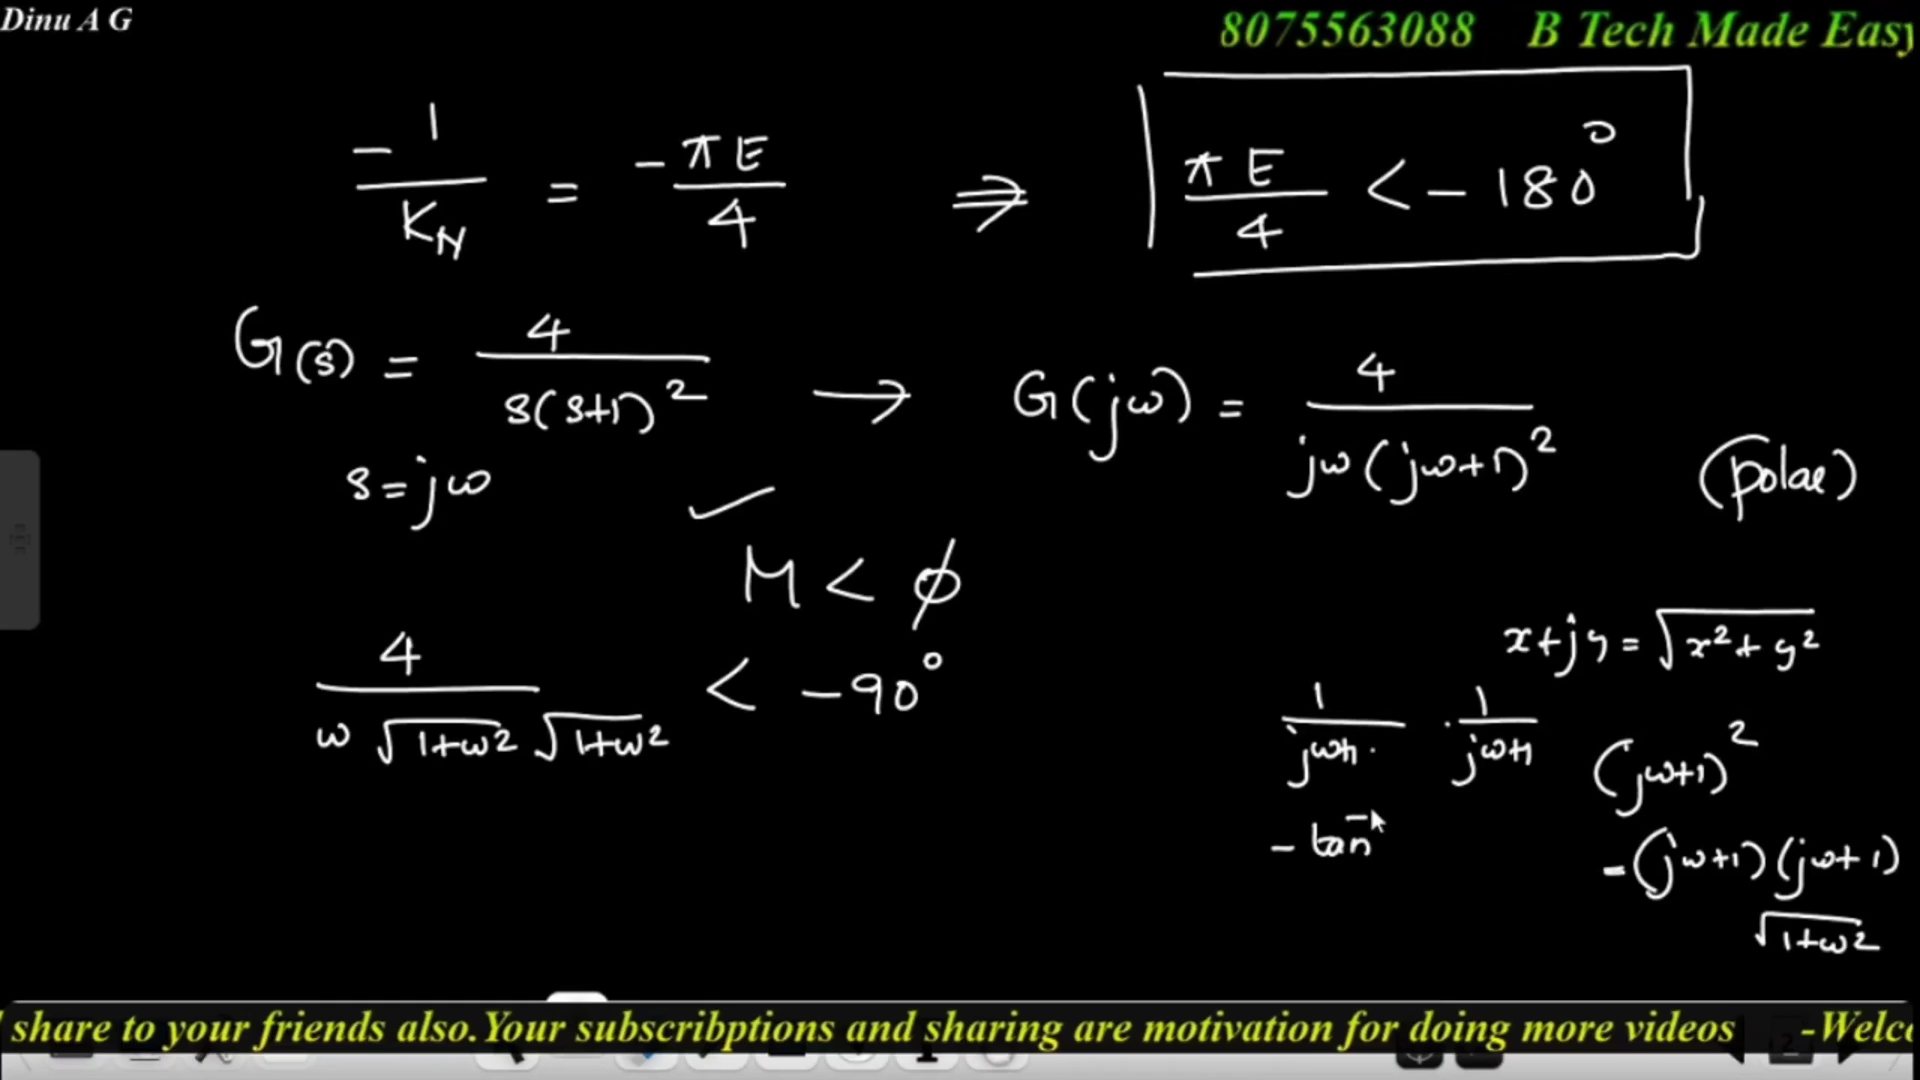 Dinu A G
8075563088 B Tech Made Easy
-1/K_N = -πE/4 ⇒ πE/4 < -180°
G(s) = 4/s(s+1)² → G(jω) = 4/jω(jω+1)² (polar)
s=jω
M < ϕ
x+jy = √x²+y²
4/ω√1+ω² √1+ω² < -90°
1/jω+1 . 1/jω+1 (jω+1)²
- tan⁻
= (jω+1)(jω+1)
√1+ω²
share to your friends also.Your subscribptions and sharing are motivation for doing more videos -Welc